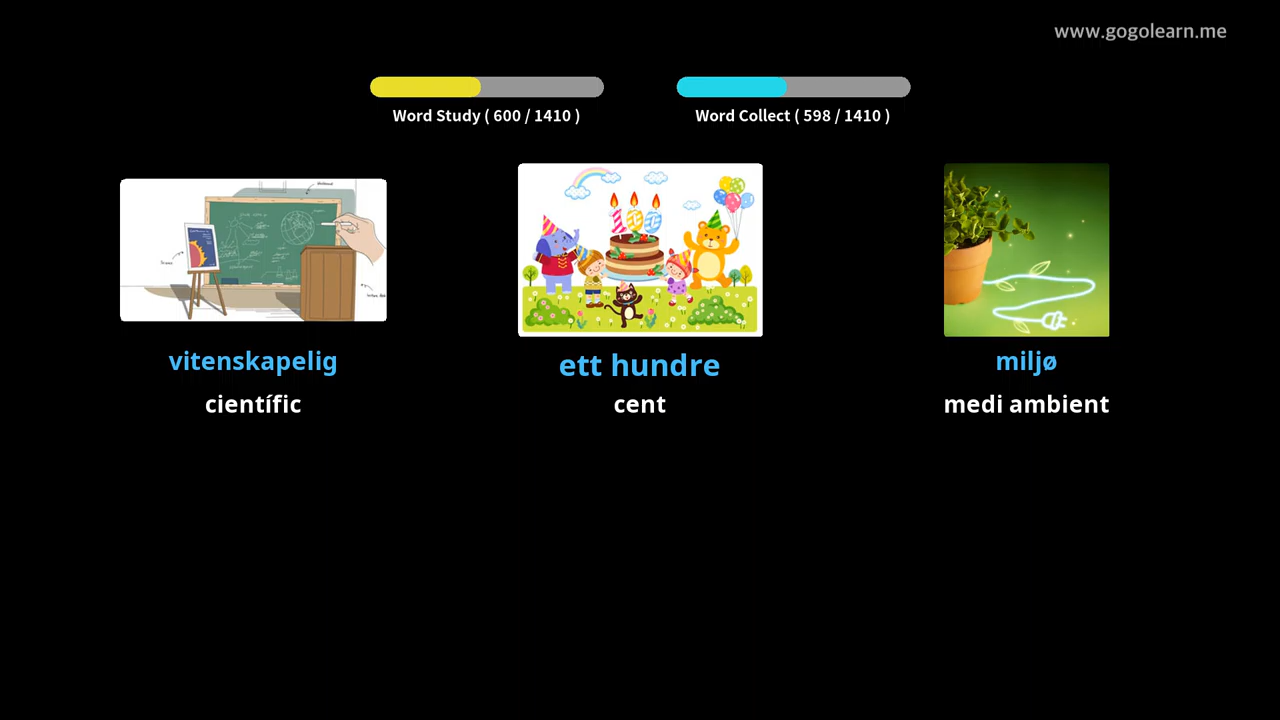 www.gogolearn.me
Word Study ( 600 / 1410 )
Word Collect ( 598 / 1410 )
100
vitenskapelig
ett hundre
miljø
científic
cent
medi ambient